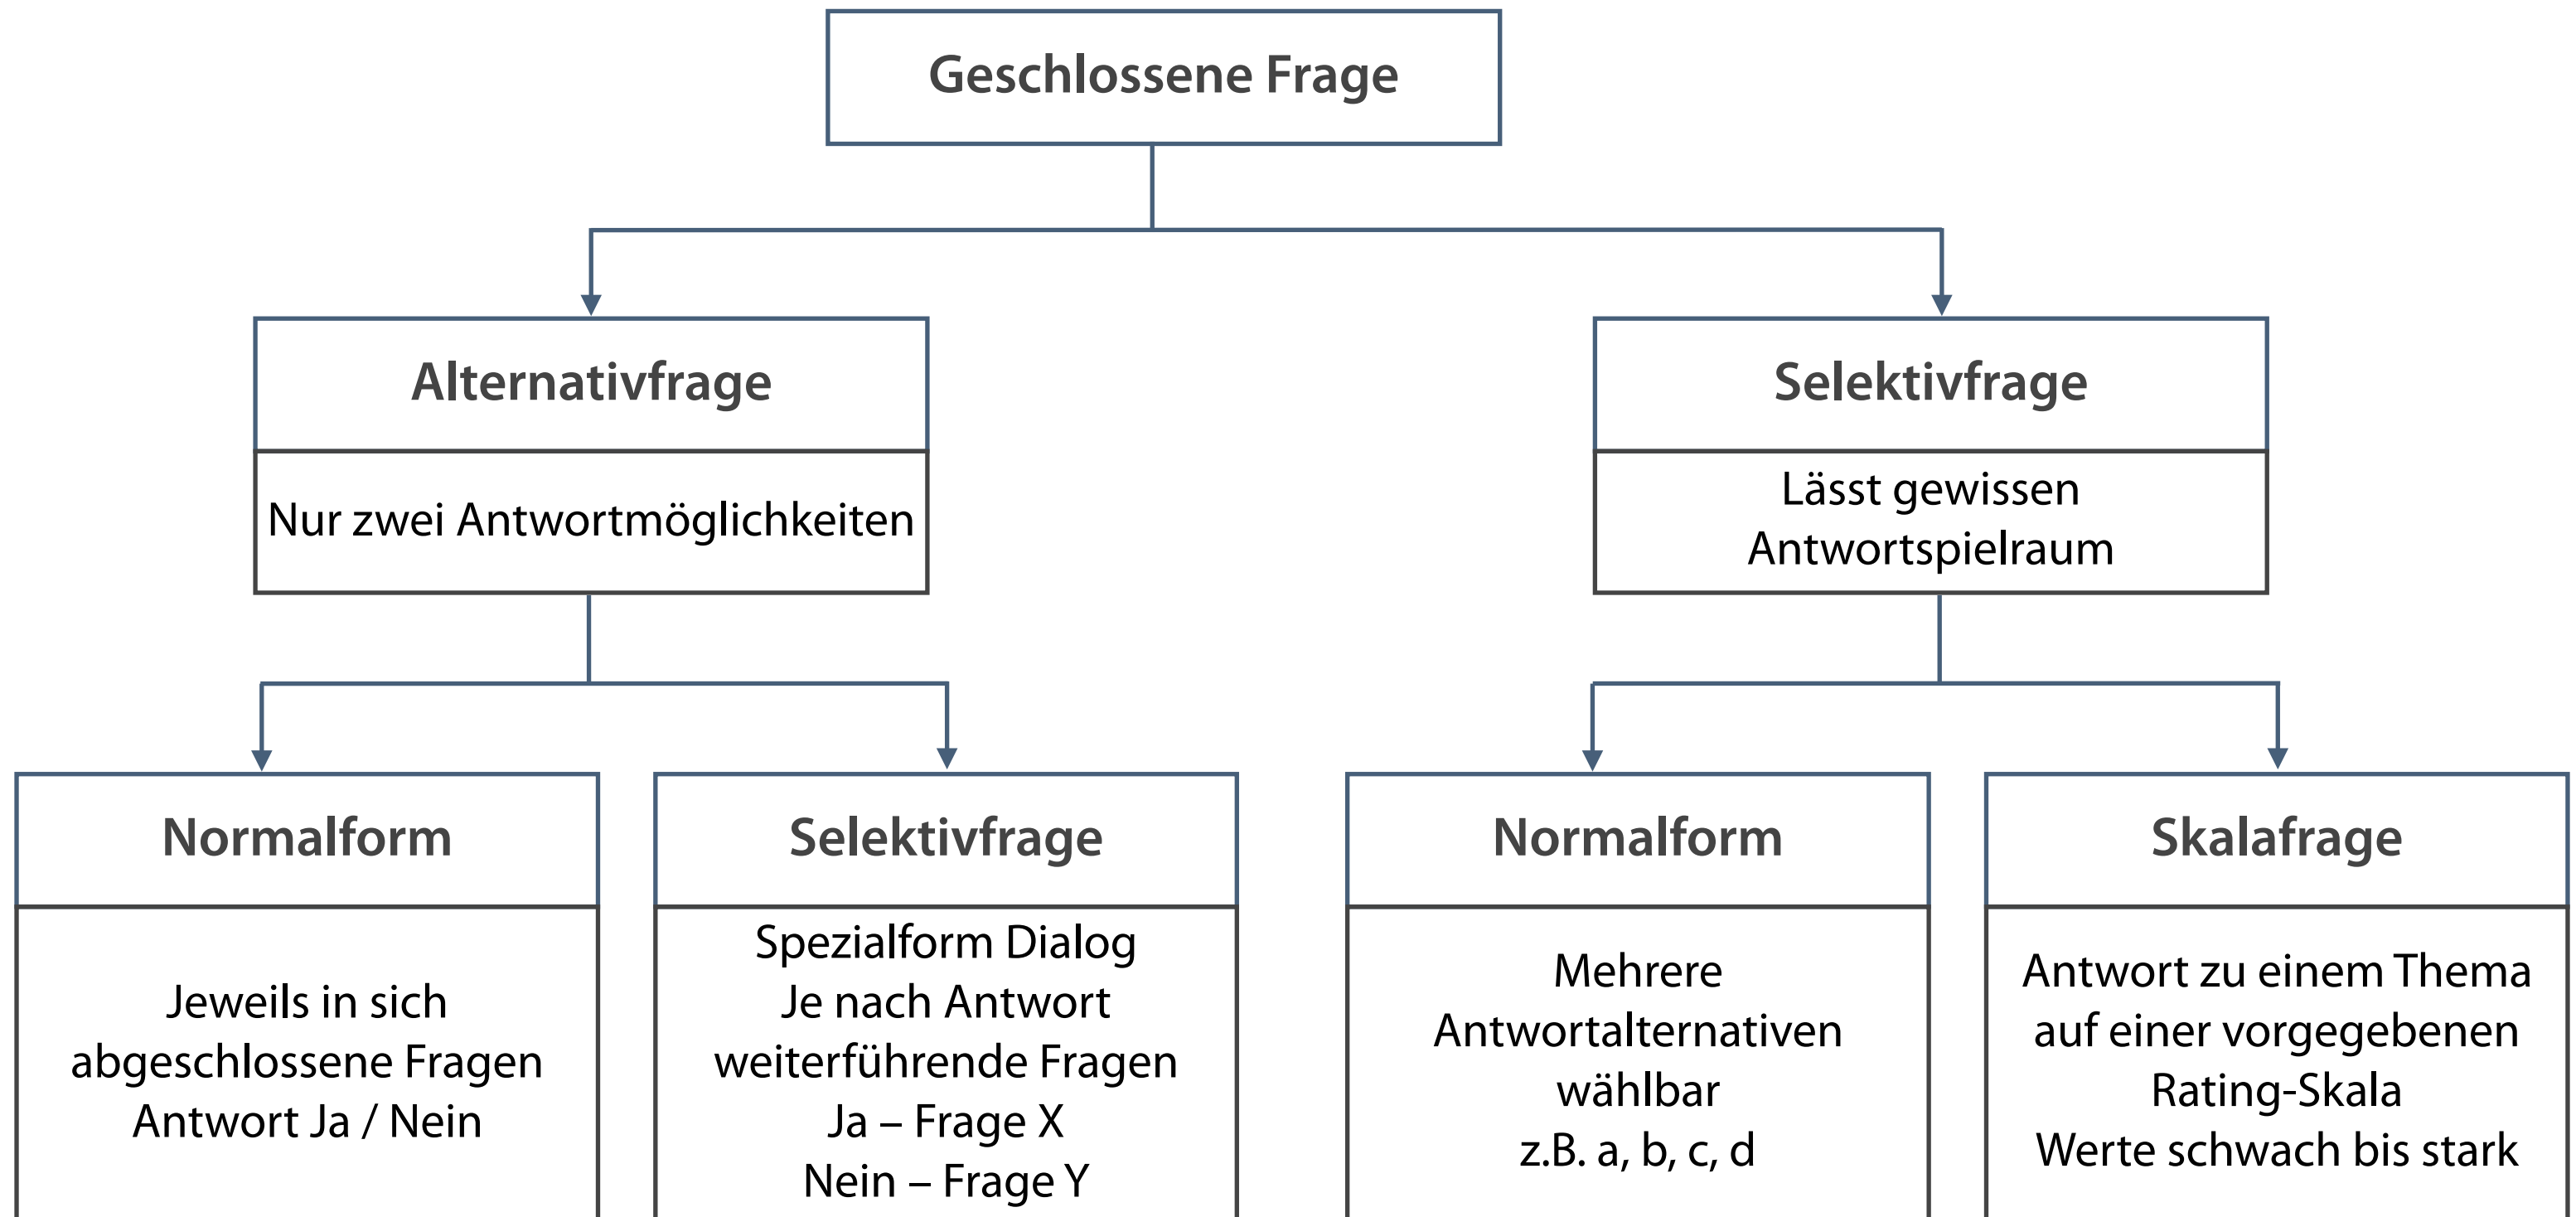 Geschlossene Frage
Alternativfrage
Nur zwei Antwortmöglichkeiten
Selektivfrage
Lässt gewissen
Antwortspielraum
Normalform
Jeweils in sich
abgeschlossene Fragen
Antwort Ja / Nein
Selektivfrage
Spezialform Dialog
Je nach Antwort
weiterführende Fragen
Ja – Frage X
Nein – Frage Y
Normalform
Mehrere
Antwortalternativen
wählbar
z.B. a, b, c, d
Skalafrage
Antwort zu einem Thema
auf einer vorgegebenen
Rating-Skala
Werte schwach bis stark